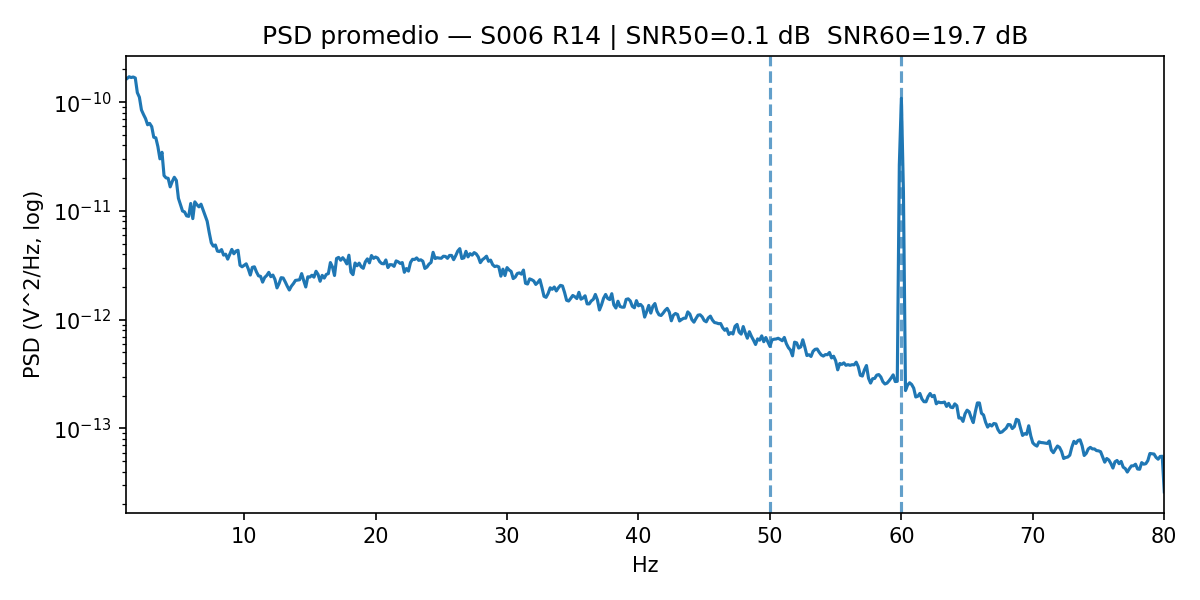 PSD promedio — S006 R14 | SNR50=0.1 dB  SNR60=19.7 dB
PSD (V^2/Hz, log)
10⁻¹⁰
10⁻¹¹
10⁻¹²
10⁻¹³
10 20 30 40 50 60 70 80
Hz